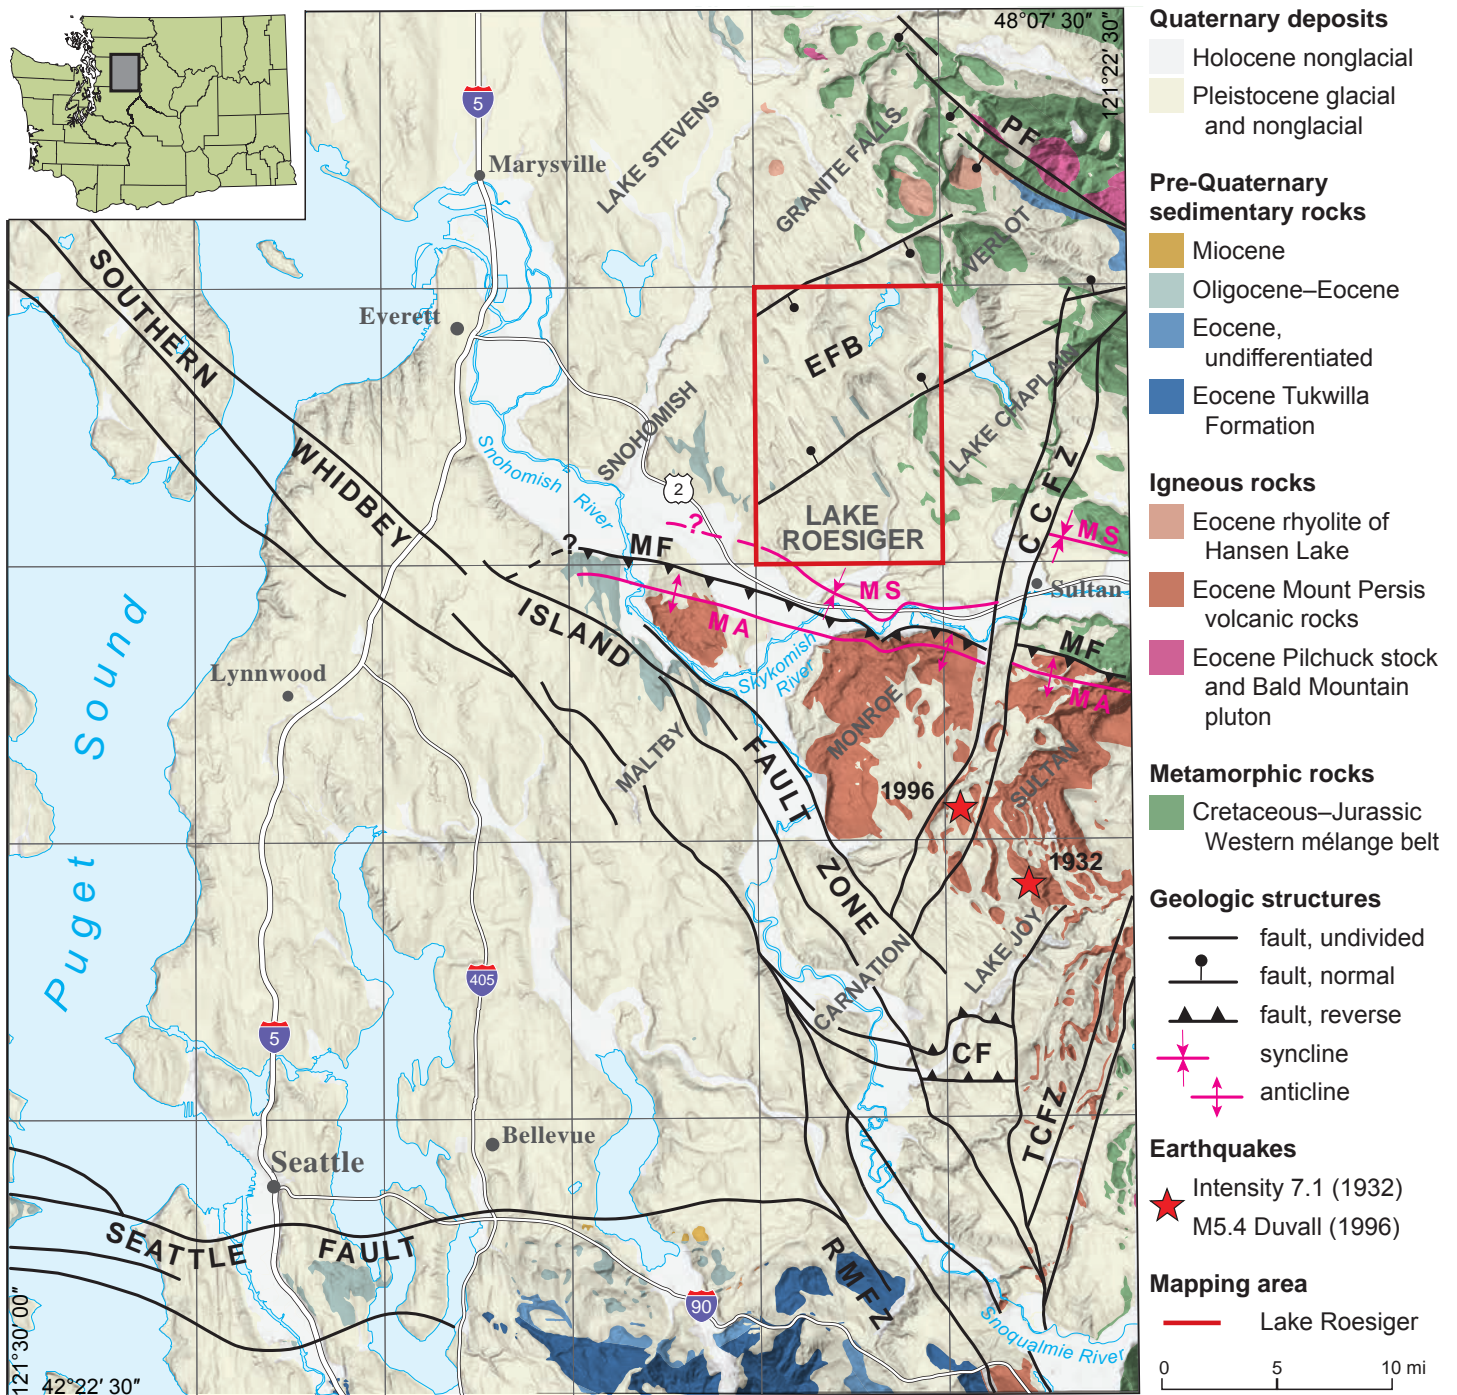 48°07′ 30″
121°22′ 30″
5
Marysville
LAKE STEVENS
GRANITE FALLS
PF
VERLOT
SOUTHERN
Everett
EFB
LAKE CHAPLAIN
SNOHOMISH
Snohomish River
2
WHIDBEY
LAKE
ROESIGER
CCFZ
MS
?
?
MF
MS
Sultan
ISLAND
MA
MF
MA
Skykomish
River
Lynnwood
MONROE
MALTBY
FAULT
SULTAN
1996
1932
ZONE
Puget Sound
LAKE JOY
CARNATION
405
5
CF
TCFZ
Bellevue
Seattle
SEATTLE FAULT
RMFZ
90
Snoqualmie River
121°30′ 00″
42°22′ 30″
Quaternary deposits
Holocene nonglacial
Pleistocene glacial
and nonglacial
Pre-Quaternary
sedimentary rocks
Miocene
Oligocene–Eocene
Eocene,
undifferentiated
Eocene Tukwilla
Formation
Igneous rocks
Eocene rhyolite of
Hansen Lake
Eocene Mount Persis
volcanic rocks
Eocene Pilchuck stock
and Bald Mountain
pluton
Metamorphic rocks
Cretaceous–Jurassic
Western mélange belt
Geologic structures
fault, undivided
fault, normal
fault, reverse
syncline
anticline
Earthquakes
Intensity 7.1 (1932)
M5.4 Duvall (1996)
Mapping area
Lake Roesiger
0 5 10 mi